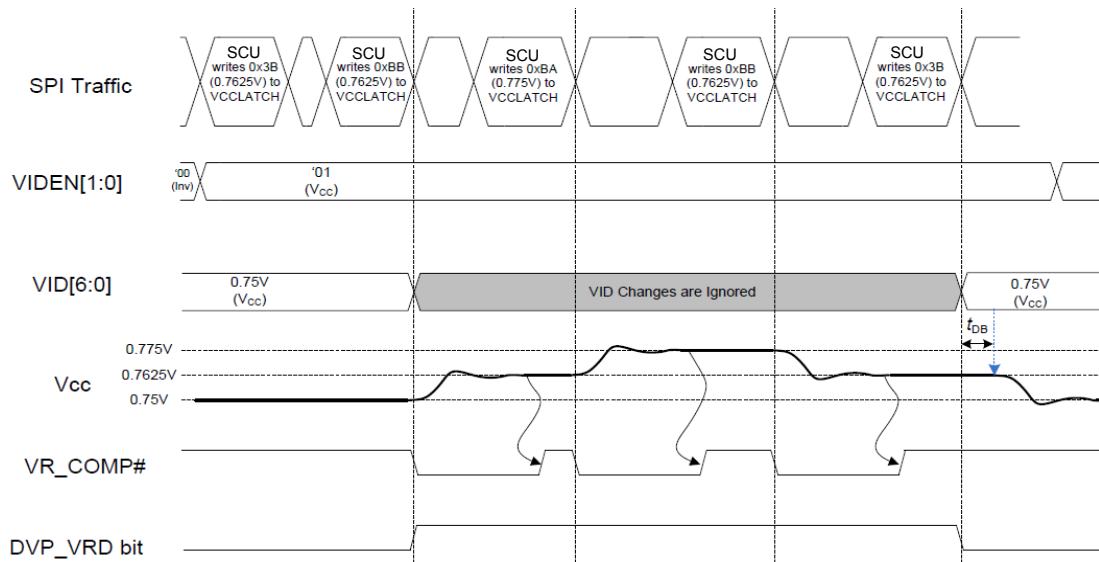 SPI Traffic
SCU
writes 0x3B
(0.7625V) to
VCCLATCH
SCU
writes 0xBB
(0.7625V) to
VCCLATCH
SCU
writes 0xBA
(0.775V) to
VCCLATCH
SCU
writes 0xBB
(0.7625V) to
VCCLATCH
SCU
writes 0x3B
(0.7625V) to
VCCLATCH
VIDEN[1:0]
'00
(Inv)
'01
(VCC)
VID[6:0]
0.75V
(VCC)
VID Changes are Ignored
0.75V
(VCC)
tDB
Vcc
0.775V
0.7625V
0.75V
VR_COMP#
DVP_VRD bit